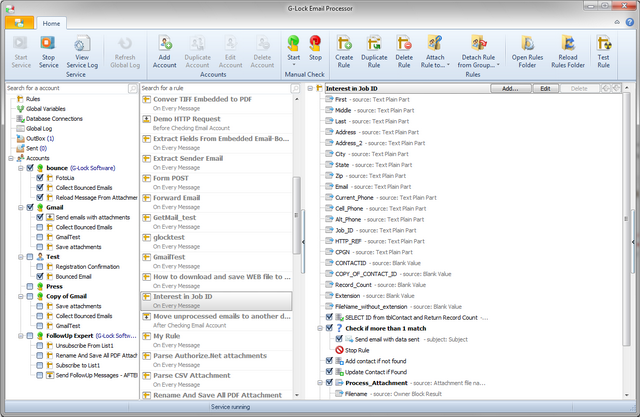 G-Lock Email Processor
Home
Start Service
Stop Service
View Service Log
Service
Refresh Global Log
Add Account
Duplicate Account
Edit Account
Delete Account
Accounts
Start
Stop
Manual Check
Create Rule
Duplicate Rule
Delete Rule
Attach Rule to...
Detach Rule from Group...
Rules
Open Rules Folder
Reload Rules Folder
Test Rule
Search for a account
Rules
Global Variables
Database Connections
Global Log
OutBox (1)
Sent (0)
Accounts
bounce (G-Lock Software)
FotoLia
Collect Bounced Emails
Reload Message From Attachmen
Gmail
Send emails with attachments
Collect Bounced Emails
GmailTest
Save attachments
Test
Registration Confirmation
Bounced Email
Press
Copy of Gmail
Save attachments
Collect Bounced Emails
GmailTest
FollowUp Expert (G-Lock Softw...
Unsubscribe From List1
Rename And Save All PDF Attach
Subscribe to List1
Send FollowUp Messages - AFTER
Search for a rule
Conver TIFF Embedded to PDF
On Every Message
Demo HTTP Request
Before Checking Email Account
Extract Fields From Embedded Email-Bo...
On Every Message
Extract Sender Email
On Every Message
Form POST
On Every Message
Forward Email
On Every Message
GetMail_test
On Every Message
glocktest
On Every Message
GmailTest
On Every Message
How to download and save WEB file to ...
On Every Message
Interest in Job ID
On Every Message
Move unprocessed emails to another d...
After Checking Email Account
My Rule
On Every Message
Parse Authorize.Net attachments
On Every Message
Parse CSV Attachment
On Every Message
Rename And Save All PDF Attachment
Interest in Job ID
Add...
Edit
Delete
First - source: Text Plain Part
Middle - source: Text Plain Part
Last - source: Text Plain Part
Address - source: Text Plain Part
Address_2 - source: Text Plain Part
City - source: Text Plain Part
State - source: Text Plain Part
Zip - source: Text Plain Part
Email - source: Text Plain Part
Current_Phone - source: Text Plain Part
Cell_Phone - source: Text Plain Part
Alt_Phone - source: Text Plain Part
Job_ID - source: Text Plain Part
HTTP_REF - source: Text Plain Part
CPGN - source: Text Plain Part
CONTACTID - source: Blank Value
COPY_OF_CONTACT_ID - source: Blank Value
Record_Count - source: Blank Value
Extension - source: Blank Value
FileName_without_extension - source: Blank Value
SELECT ID from tblContact and Return Record Count - ...
Check if more than 1 match
Send email with data sent - subject: Subject
Stop Rule
Add contact if not found
Update Contact if Found
Process_Attachment - source: Attachment file na...
Filename - source: Owner Block Result
Service running